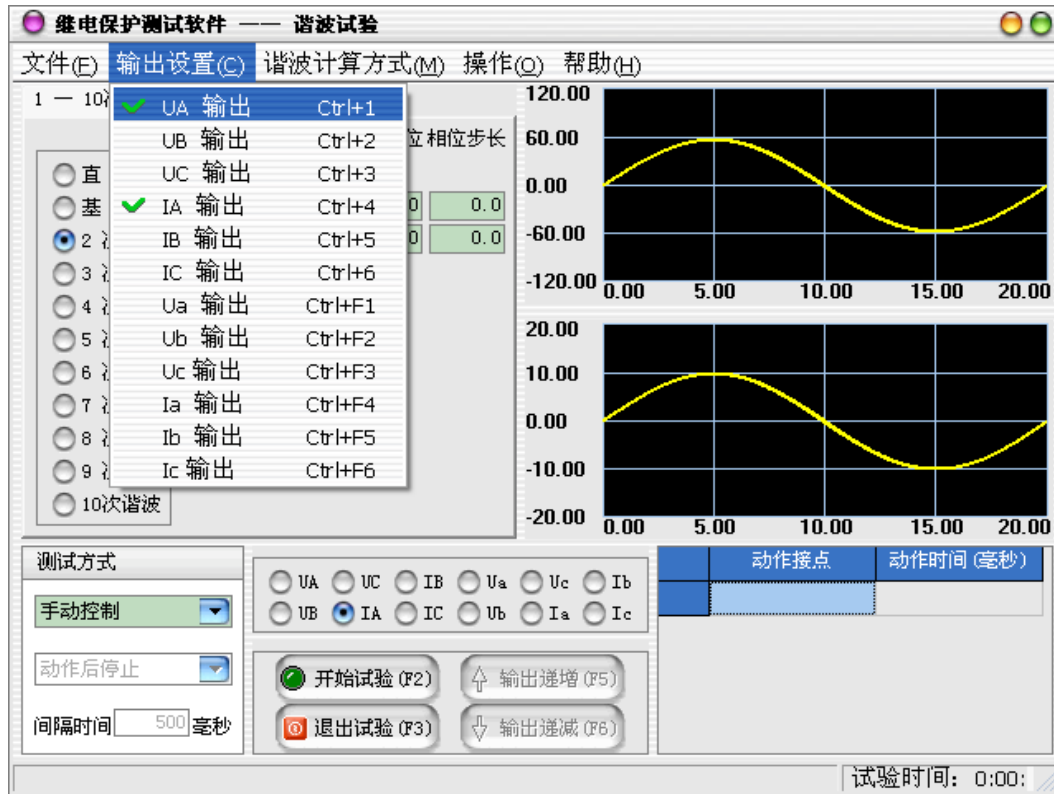 继电保护测试软件 —— 谐波试验
文件(F) 输出设置(C) 谐波计算方式(M) 操作(O) 帮助(H)
1 — 10
UA 输出 Ctrl+1
UB 输出 Ctrl+2
UC 输出 Ctrl+3
IA 输出 Ctrl+4
IB 输出 Ctrl+5
IC 输出 Ctrl+6
Ua 输出 Ctrl+F1
Ub 输出 Ctrl+F2
Uc 输出 Ctrl+F3
Ia 输出 Ctrl+F4
Ib 输出 Ctrl+F5
Ic 输出 Ctrl+F6
位 相位步长
0 0.0
0 0.0
直
基
2
3
4
5
6
7
8
9
10次谐波
120.00
60.00
0.00
-60.00
-120.00
0.00 5.00 10.00 15.00 20.00
20.00
10.00
0.00
-10.00
-20.00
0.00 5.00 10.00 15.00 20.00
测试方式
手动控制
动作后停止
间隔时间 500 毫秒
UA UC IB Ua Uc Ib
UB IA IC Ub Ia Ic
开始试验(F2) 输出递增(F5)
退出试验(F3) 输出递减(F6)
动作接点 动作时间(毫秒)
试验时间: 0:00: